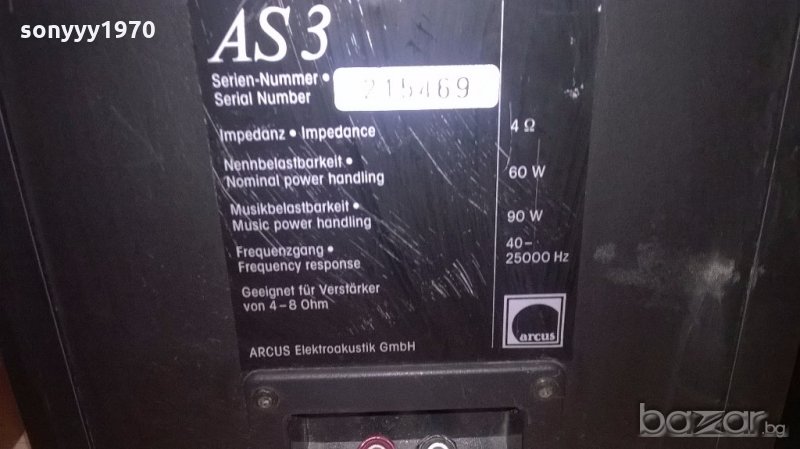 sonyyy1970
AS 3
Serien-Nummer •
Serial Number
215469
Impedanz • Impedance
4 Ω
Nennbelastbarkeit •
Nominal power handling
60 W
Musikbelastbarkeit •
Music power handling
90 W
Frequenzgang •
Frequency response
40–
25000 Hz
Geeignet für Verstärker
von 4–8 Ohm
arcus
ARCUS Elektroakustik GmbH
bazar.bg